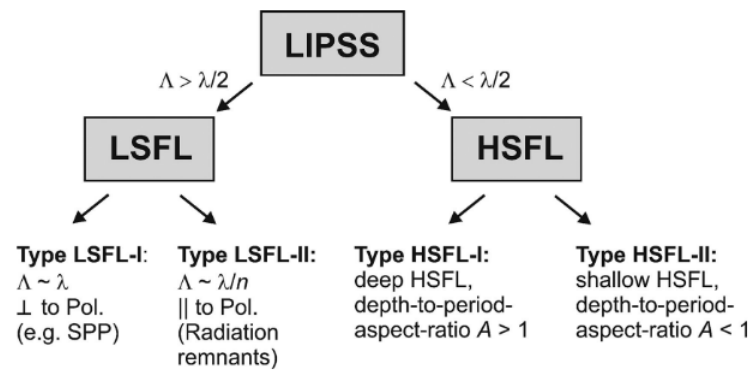 LIPSS
Λ > λ/2
Λ < λ/2
LSFL
HSFL
Type LSFL-I:
Λ ~ λ
⊥ to Pol.
(e.g. SPP)
Type LSFL-II:
Λ ~ λ/n
|| to Pol.
(Radiation
remnants)
Type HSFL-I:
deep HSFL,
depth-to-period-
aspect-ratio A > 1
Type HSFL-II:
shallow HSFL,
depth-to-period-
aspect-ratio A < 1